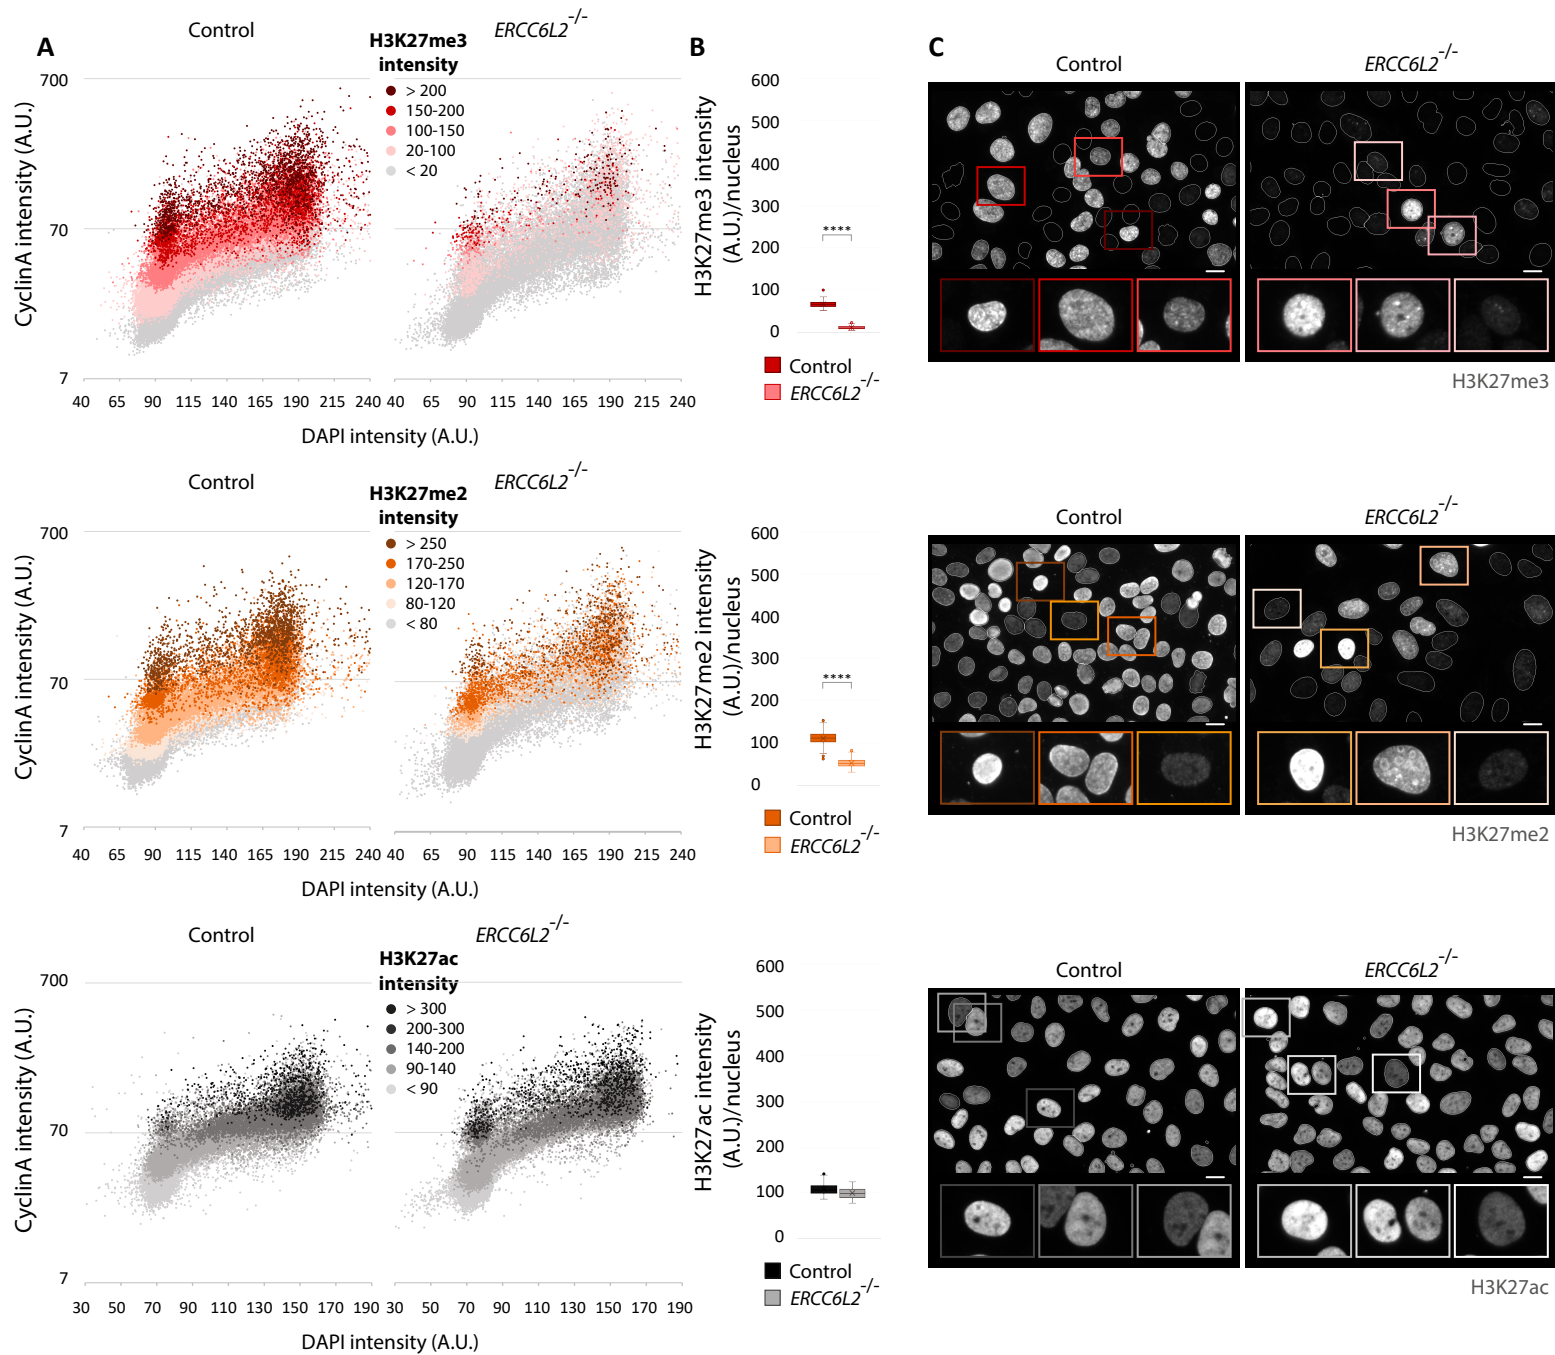 A
Control
ERCC6L2-/-
H3K27me3
intensity
> 200
150-200
100-150
20-100
< 20
CyclinA intensity (A.U.)
700
70
7
40 65 90 115 140 165 190 215 240
40 65 90 115 140 165 190 215 240
DAPI intensity (A.U.)
B
H3K27me3 intensity
(A.U.)/nucleus
600
500
400
300
200
100
0
****
Control
ERCC6L2-/-
C
Control
ERCC6L2-/-
H3K27me3
Control
ERCC6L2-/-
H3K27me2
intensity
> 250
170-250
120-170
80-120
< 80
CyclinA intensity (A.U.)
700
70
7
40 65 90 115 140 165 190 215 240
40 65 90 115 140 165 190 215 240
DAPI intensity (A.U.)
H3K27me2 intensity
(A.U.)/nucleus
600
500
400
300
200
100
0
****
Control
ERCC6L2-/-
Control
ERCC6L2-/-
H3K27me2
Control
ERCC6L2-/-
H3K27ac
intensity
> 300
200-300
140-200
90-140
< 90
CyclinA intensity (A.U.)
700
70
7
30 50 70 90 110 130 150 170 190
30 50 70 90 110 130 150 170 190
DAPI intensity (A.U.)
H3K27ac intensity
(A.U.)/nucleus
600
500
400
300
200
100
0
Control
ERCC6L2-/-
Control
ERCC6L2-/-
H3K27ac